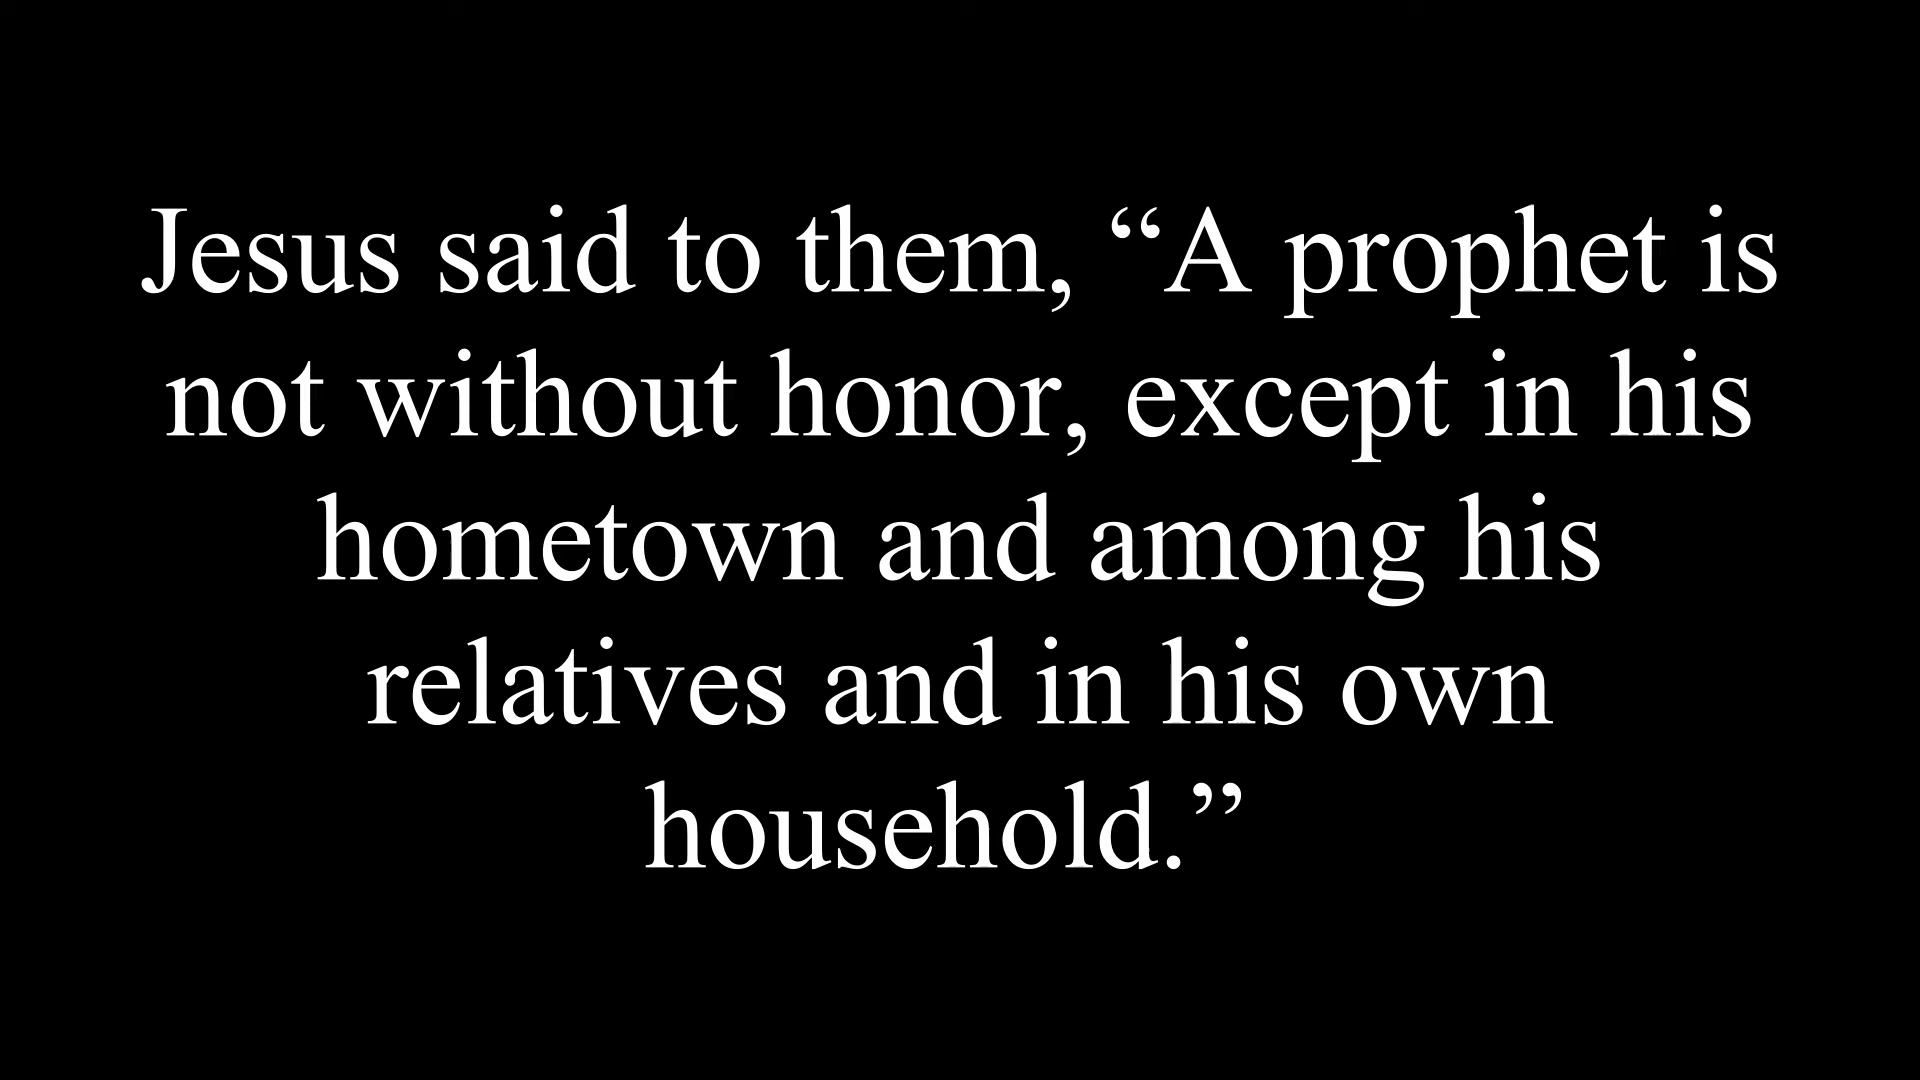 Jesus said to them, “A prophet is
not without honor, except in his
hometown and among his
relatives and in his own
household.”